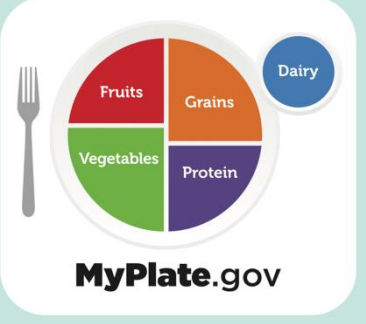 Fruits
Grains
Dairy
Vegetables
Protein
MyPlate.gov